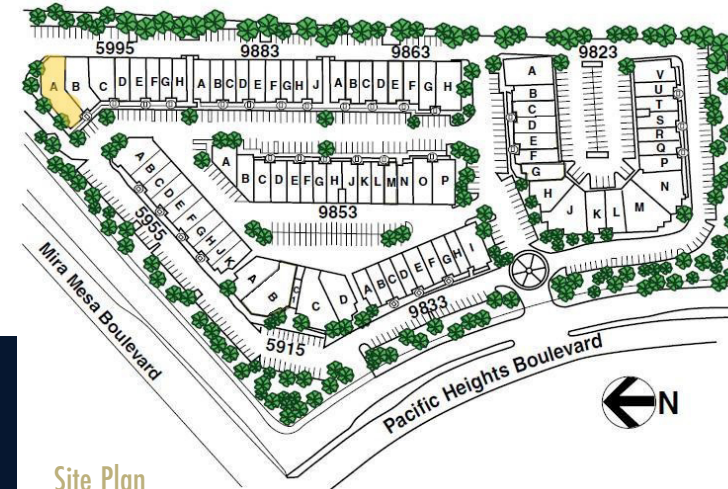 5995 9883 9863 9823
A B C D E F G H
A B C D E F G H J
A B C D E F G H
A
B
C
D
E
F
G
H
J
K
L
M
N
V
U
T
S
R
Q
P
A B C D E F G H J K L M N O P
9853
A B C D E F G H J K
5955
A B C D
5915
A B C D E F G H I
9833
Mira Mesa Boulevard
Pacific Heights Boulevard
N
Site Plan